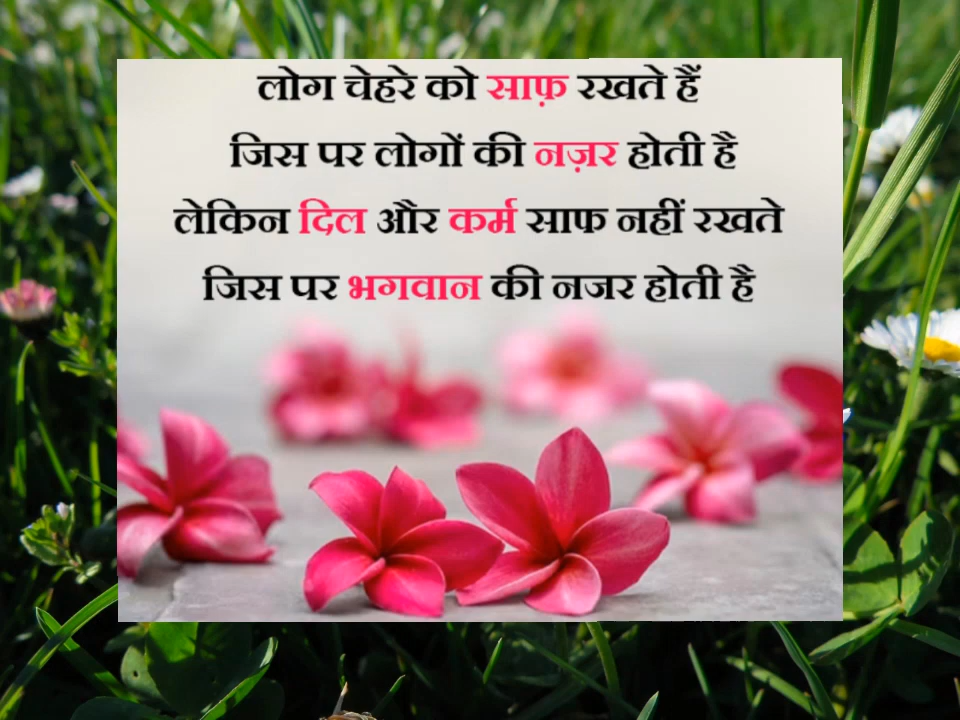 लोग चेहरे को साफ़ रखते हैं
जिस पर लोगों की नज़र होती है
लेकिन दिल और कर्म साफ नहीं रखते
जिस पर भगवान की नजर होती है